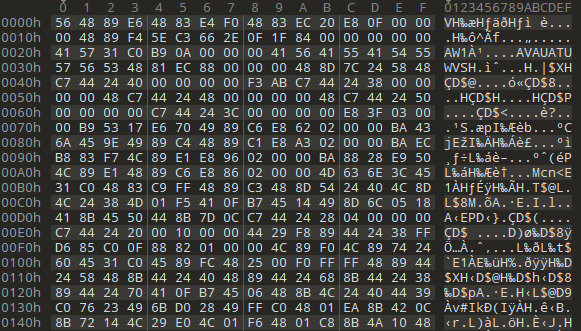 0 1 2 3 4 5 6 7 8 9 A B C D E F 0123456789ABCDEF
0000h 56 48 89 E6 48 83 E4 F0 48 83 EC 20 E8 0F 00 00 VH‰æHƒäðHƒì è...
0010h 00 48 89 F4 5E C3 66 2E 0F 1F 84 00 00 00 00 00 .H‰ô^Ãf...„.....
0020h 41 57 31 C0 B9 0A 00 00 00 41 56 41 55 41 54 55 AW1À¹....AVAUATU
0030h 57 56 53 48 81 EC 88 00 00 00 48 8D 7C 24 58 48 WVSH.ìˆ...H.|$XH
0040h C7 44 24 40 00 00 00 00 F3 AB C7 44 24 38 00 00 ÇD$@....ó«ÇD$8..
0050h 00 00 48 C7 44 24 48 00 00 00 00 48 C7 44 24 50 ..HÇD$H....HÇD$P
0060h 00 00 00 00 C7 44 24 3C 00 00 00 00 E8 3F 03 00 ....ÇD$<....è?..
0070h 00 B9 53 17 E6 70 49 89 C6 E8 62 02 00 00 BA 43 .¹S.æpI‰Æèb...ºC
0080h 6A 45 9E 49 89 C4 48 89 C1 E8 A3 02 00 00 BA EC jEžI‰ÄH‰Áè£...ºì
0090h B8 83 F7 4C 89 E1 E8 96 02 00 00 BA 88 28 E9 50 ¸ƒ÷L‰áè–...ºˆ(éP
00A0h 4C 89 E1 48 89 C6 E8 86 02 00 00 4D 63 6E 3C 45 L‰áH‰Æè†...Mcn<E
00B0h 31 C0 48 83 C9 FF 48 89 C3 48 8D 54 24 40 4C 8D 1ÀHƒÉÿH‰ÃH.T$@L.
00C0h 4C 24 38 4D 01 F5 41 0F B7 45 14 49 8D 6C 05 18 L$8M.õA.·E.I.l..
00D0h 41 8B 45 50 44 8B 7D 0C C7 44 24 28 04 00 00 00 A‹EPD‹}.ÇD$(....
00E0h C7 44 24 20 00 10 00 00 44 29 F8 89 44 24 38 FF ÇD$ ....D)ø‰D$8ÿ
00F0h D6 85 C0 0F 88 82 01 00 00 4C 89 F0 4C 89 74 24 Ö…À.ˆ‚...L‰ðL‰t$
0100h 60 45 31 C0 45 89 FC 48 25 00 F0 FF FF 48 89 44 `E1ÀE‰üH%.ðÿÿH‰D
0110h 24 58 48 8B 44 24 40 48 89 44 24 68 8B 44 24 38 $XH‹D$@H‰D$h‹D$8
0120h 89 44 24 70 41 0F B7 45 06 48 8B 4C 24 40 44 39 ‰D$pA.·E.H‹L$@D9
0130h C0 76 23 49 6B D0 28 49 FF C0 48 01 EA 8B 42 0C Àv#IkÐ(IÿÀH.ê‹B.
0140h 8B 72 14 4C 29 E0 4C 01 F6 48 01 C8 8B 4A 10 48 ‹r.L)àL.öH.È‹J.H